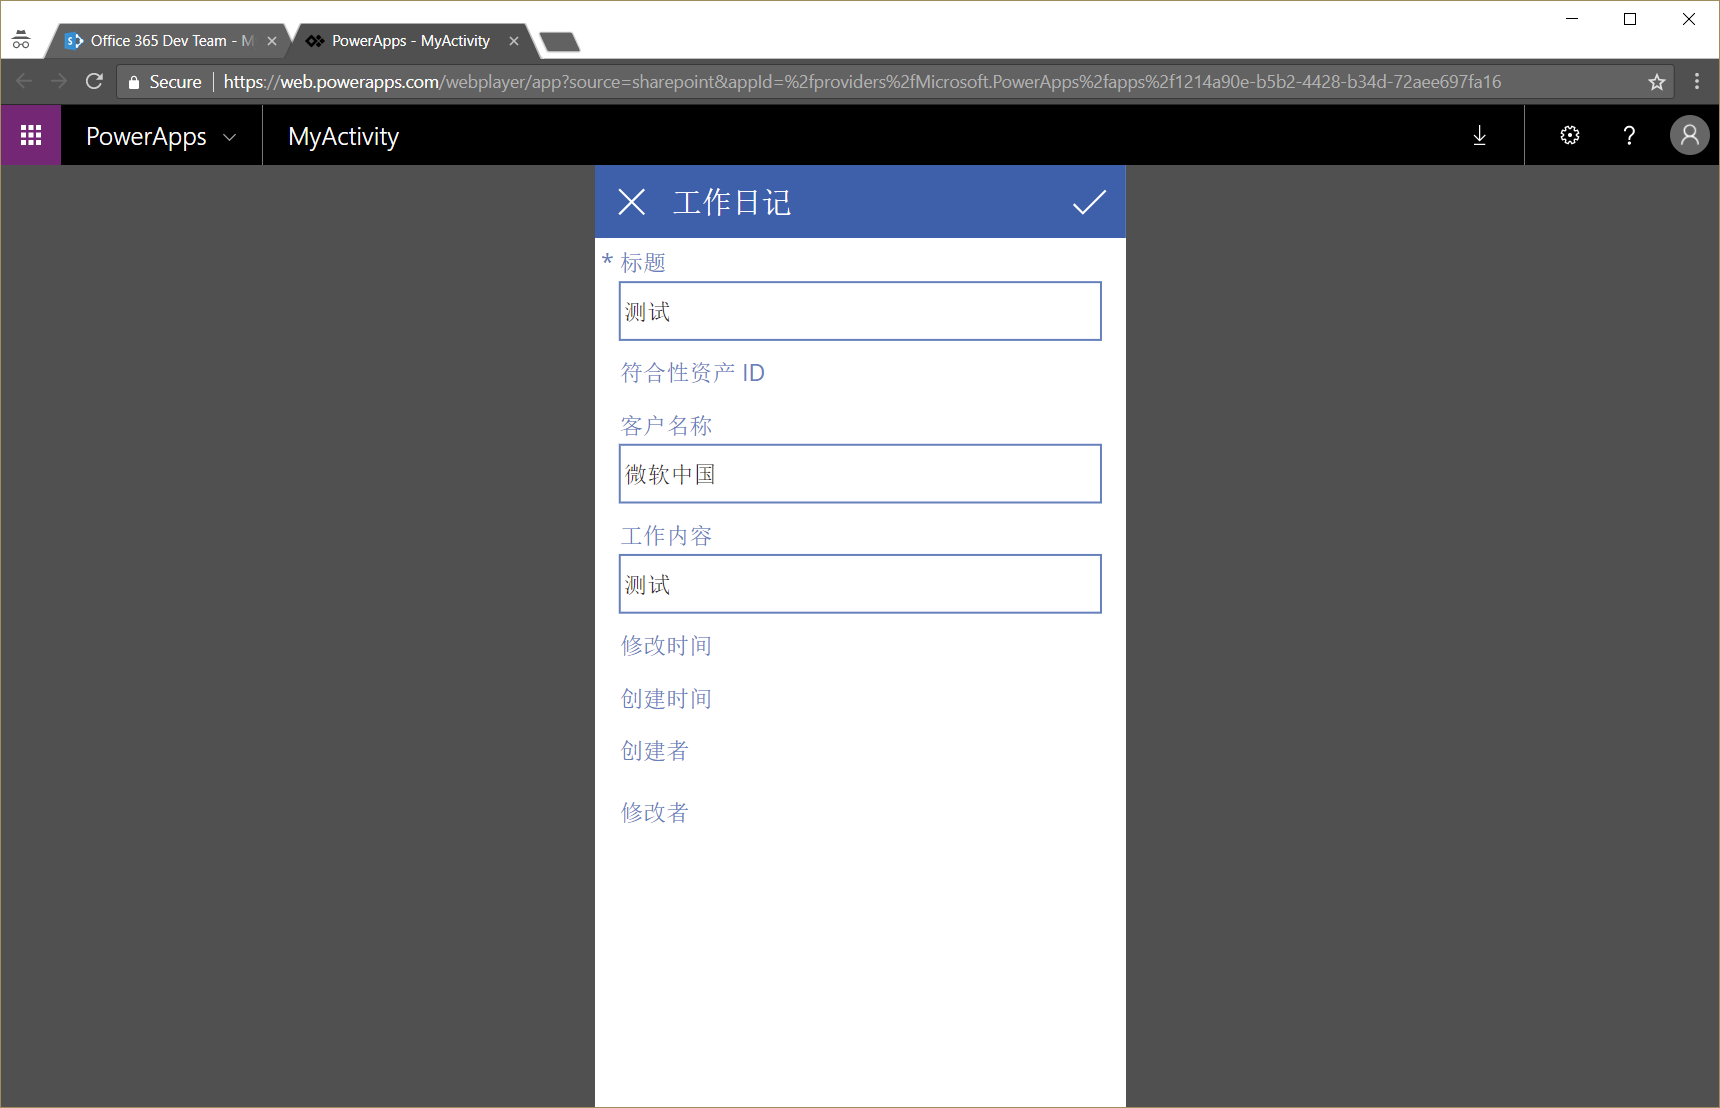 Office 365 Dev Team - M
PowerApps - MyActivity
Secure https://web.powerapps.com/webplayer/app?source=sharepoint&appId=%2fproviders%2fMicrosoft.PowerApps%2fapps%2f1214a90e-b5b2-4428-b34d-72aee697fa16
PowerApps MyActivity ?
工作日记
* 标题
测试
符合性资产 ID
客户名称
微软中国
工作内容
测试
修改时间
创建时间
创建者
修改者